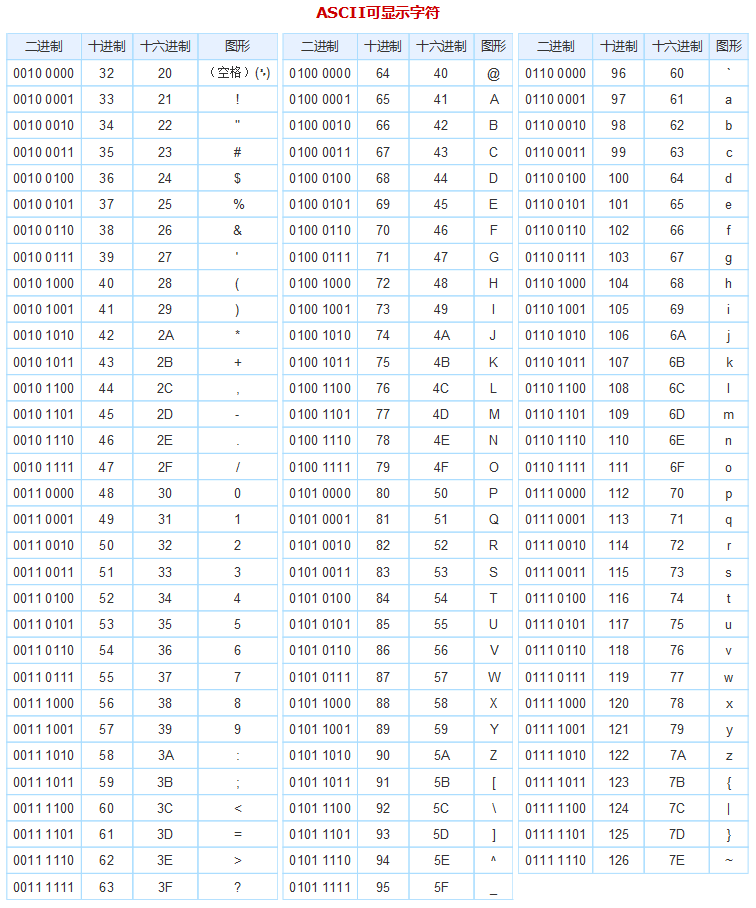 ASCII可显示字符
二进制 十进制 十六进制 图形 二进制 十进制 十六进制 图形 二进制 十进制 十六进制 图形
0010 0000 32 20 （空格）(␠) 0100 0000 64 40 @ 0110 0000 96 60 `
0010 0001 33 21 ! 0100 0001 65 41 A 0110 0001 97 61 a
0010 0010 34 22 " 0100 0010 66 42 B 0110 0010 98 62 b
0010 0011 35 23 # 0100 0011 67 43 C 0110 0011 99 63 c
0010 0100 36 24 $ 0100 0100 68 44 D 0110 0100 100 64 d
0010 0101 37 25 % 0100 0101 69 45 E 0110 0101 101 65 e
0010 0110 38 26 & 0100 0110 70 46 F 0110 0110 102 66 f
0010 0111 39 27 ' 0100 0111 71 47 G 0110 0111 103 67 g
0010 1000 40 28 ( 0100 1000 72 48 H 0110 1000 104 68 h
0010 1001 41 29 ) 0100 1001 73 49 I 0110 1001 105 69 i
0010 1010 42 2A * 0100 1010 74 4A J 0110 1010 106 6A j
0010 1011 43 2B + 0100 1011 75 4B K 0110 1011 107 6B k
0010 1100 44 2C , 0100 1100 76 4C L 0110 1100 108 6C l
0010 1101 45 2D - 0100 1101 77 4D M 0110 1101 109 6D m
0010 1110 46 2E . 0100 1110 78 4E N 0110 1110 110 6E n
0010 1111 47 2F / 0100 1111 79 4F O 0110 1111 111 6F o
0011 0000 48 30 0 0101 0000 80 50 P 0111 0000 112 70 p
0011 0001 49 31 1 0101 0001 81 51 Q 0111 0001 113 71 q
0011 0010 50 32 2 0101 0010 82 52 R 0111 0010 114 72 r
0011 0011 51 33 3 0101 0011 83 53 S 0111 0011 115 73 s
0011 0100 52 34 4 0101 0100 84 54 T 0111 0100 116 74 t
0011 0101 53 35 5 0101 0101 85 55 U 0111 0101 117 75 u
0011 0110 54 36 6 0101 0110 86 56 V 0111 0110 118 76 v
0011 0111 55 37 7 0101 0111 87 57 W 0111 0111 119 77 w
0011 1000 56 38 8 0101 1000 88 58 X 0111 1000 120 78 x
0011 1001 57 39 9 0101 1001 89 59 Y 0111 1001 121 79 y
0011 1010 58 3A : 0101 1010 90 5A Z 0111 1010 122 7A z
0011 1011 59 3B ; 0101 1011 91 5B [ 0111 1011 123 7B {
0011 1100 60 3C < 0101 1100 92 5C \ 0111 1100 124 7C |
0011 1101 61 3D = 0101 1101 93 5D ] 0111 1101 125 7D }
0011 1110 62 3E > 0101 1110 94 5E ^ 0111 1110 126 7E ~
0011 1111 63 3F ? 0101 1111 95 5F _